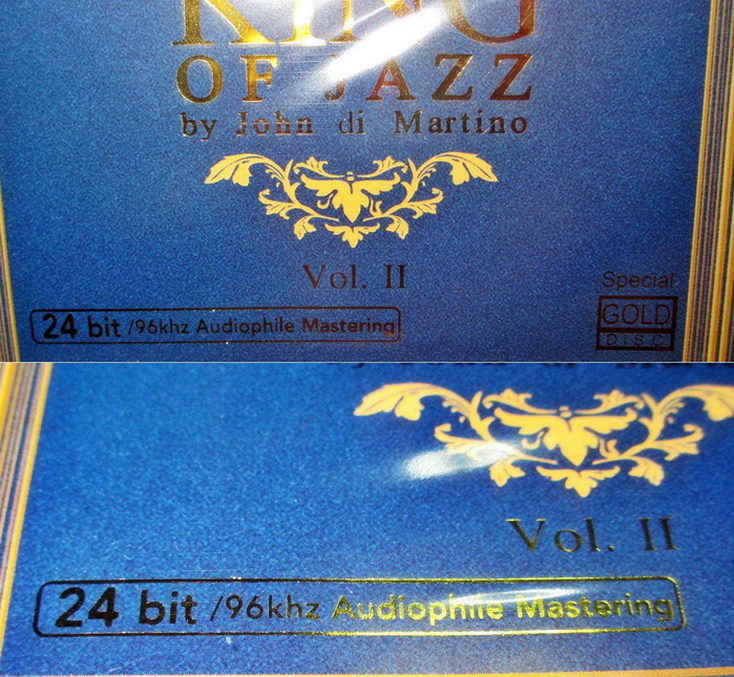 KING
OF JAZZ
by John di Martino
Vol. II
Special
GOLD
DISC
24 bit /96khz Audiophile Mastering
Vol. II
24 bit /96khz Audiophile Mastering